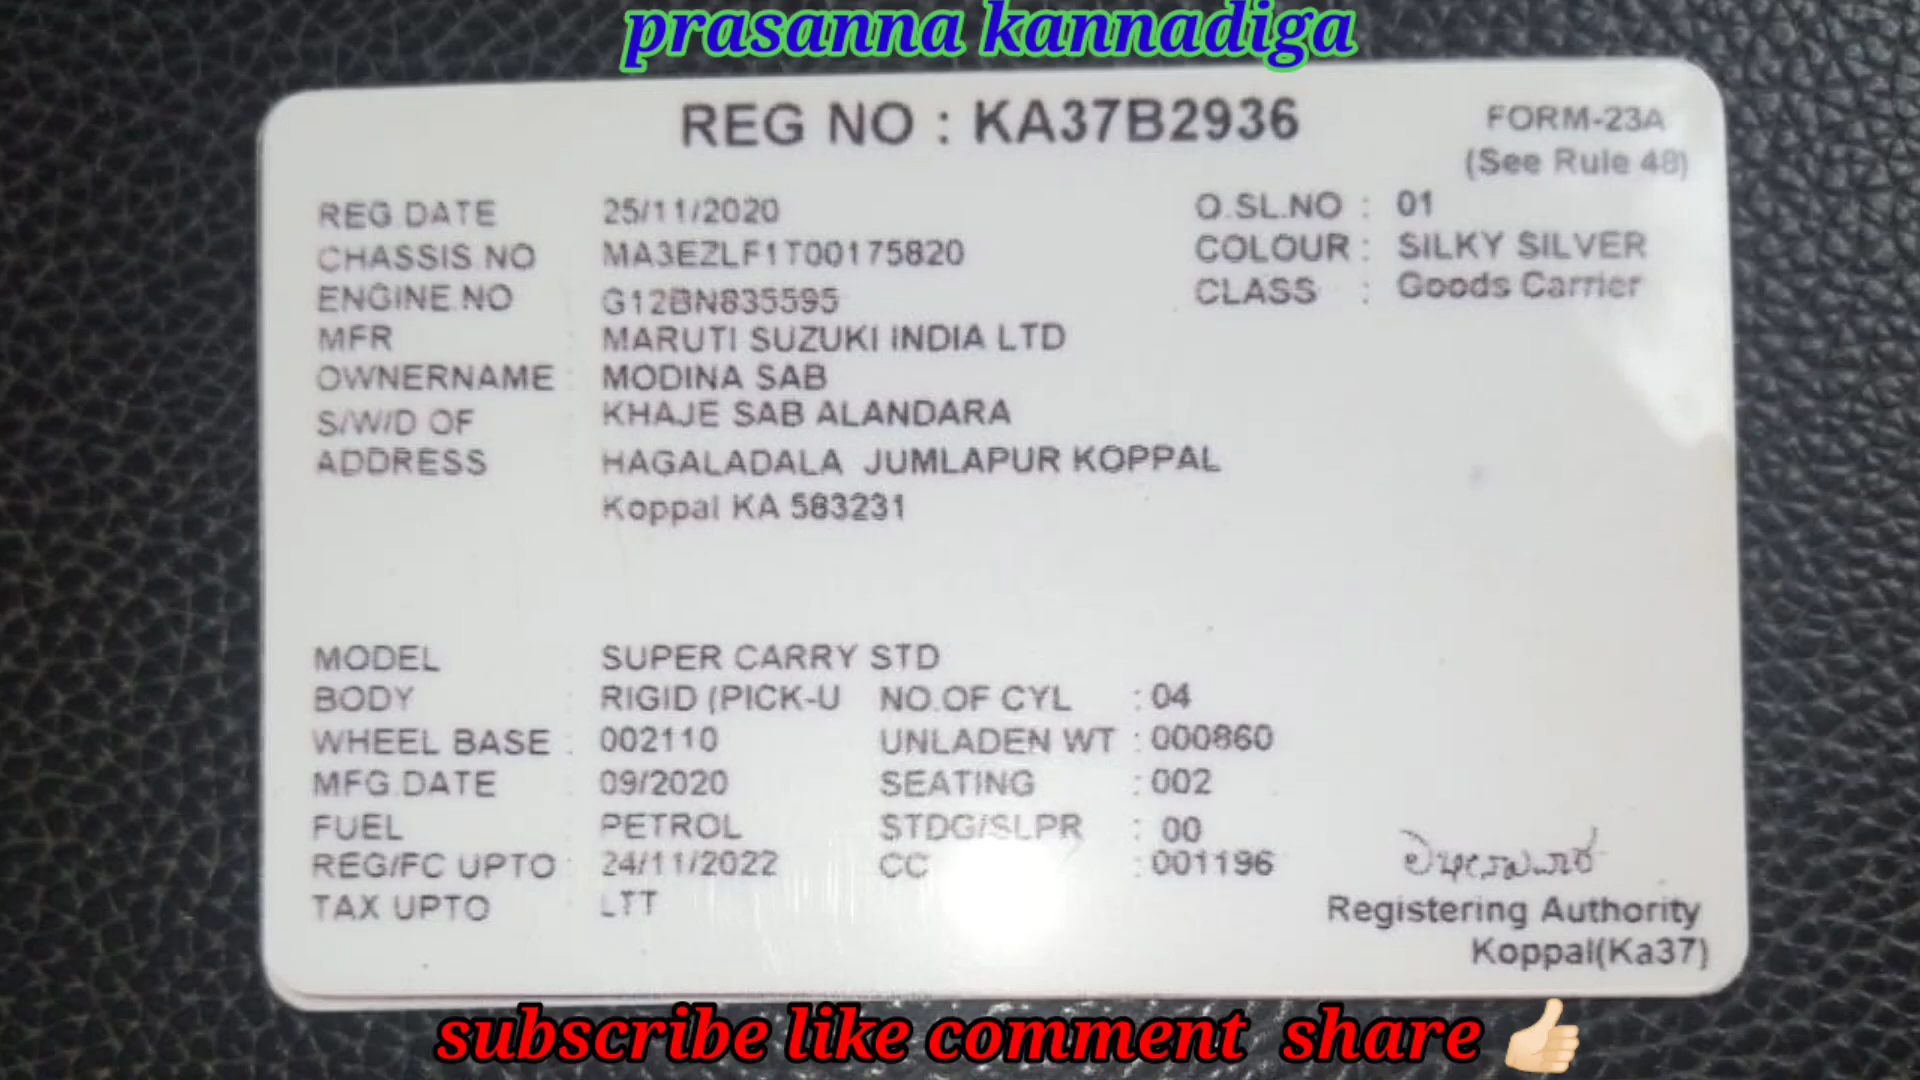 prasanna kannadiga
REG NO : KA37B2936
FORM-23A
(See Rule 48)
REG.DATE 25/11/2020 O.SL.NO : 01
CHASSIS.NO MA3EZLF1T00175820 COLOUR : SILKY SILVER
ENGINE.NO G12BN835595 CLASS : Goods Carrier
MFR MARUTI SUZUKI INDIA LTD
OWNERNAME : MODINA SAB
S/W/D OF KHAJE SAB ALANDARA
ADDRESS HAGALADALA JUMLAPUR KOPPAL
Koppal KA 583231
MODEL : SUPER CARRY STD
BODY : RIGID (PICK-U NO.OF CYL : 04
WHEEL BASE : 002110 UNLADEN WT : 000860
MFG.DATE : 09/2020 SEATING : 002
FUEL : PETROL STDG/SLPR : 00
REG/FC UPTO : 24/11/2022 CC : 001196
TAX UPTO : LTT
Registering Authority
Koppal(Ka37)
subscribe like comment share 👍🏻